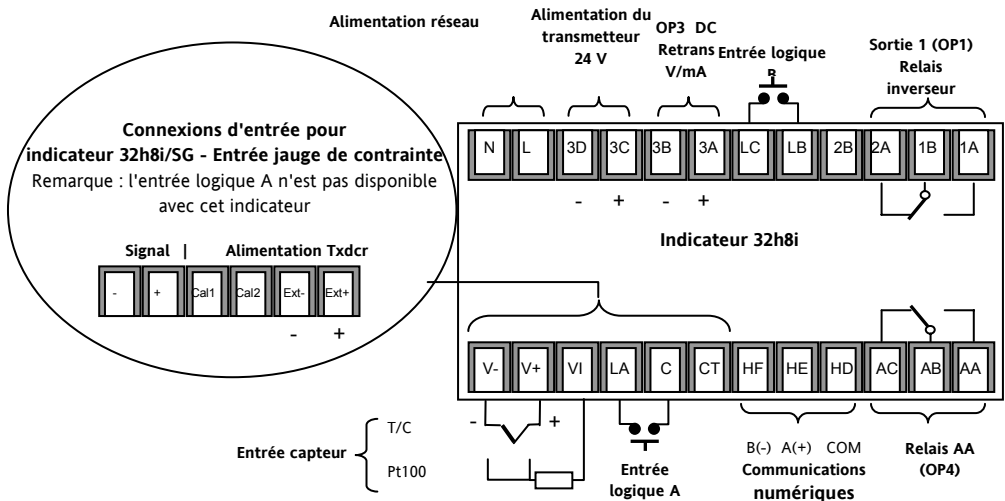 Alimentation réseau
Alimentation du
transmetteur
24 V
OP3 DC
Retrans
V/mA
Entrée logique
B
Sortie 1 (OP1)
Relais
inverseur
Connexions d'entrée pour
indicateur 32h8i/SG - Entrée jauge de contrainte
Remarque : l'entrée logique A n'est pas disponible
avec cet indicateur
Signal | Alimentation Txdcr
- + Cal1 Cal2 Ext- Ext+
- +
N L 3D 3C 3B 3A LC LB 2B 2A 1B 1A
- + - +
Indicateur 32h8i
V- V+ VI LA C CT HF HE HD AC AB AA
Entrée capteur
T/C
Pt100
- +
Entrée
logique A
B(-) A(+) COM
Communications
numériques
Relais AA
(OP4)